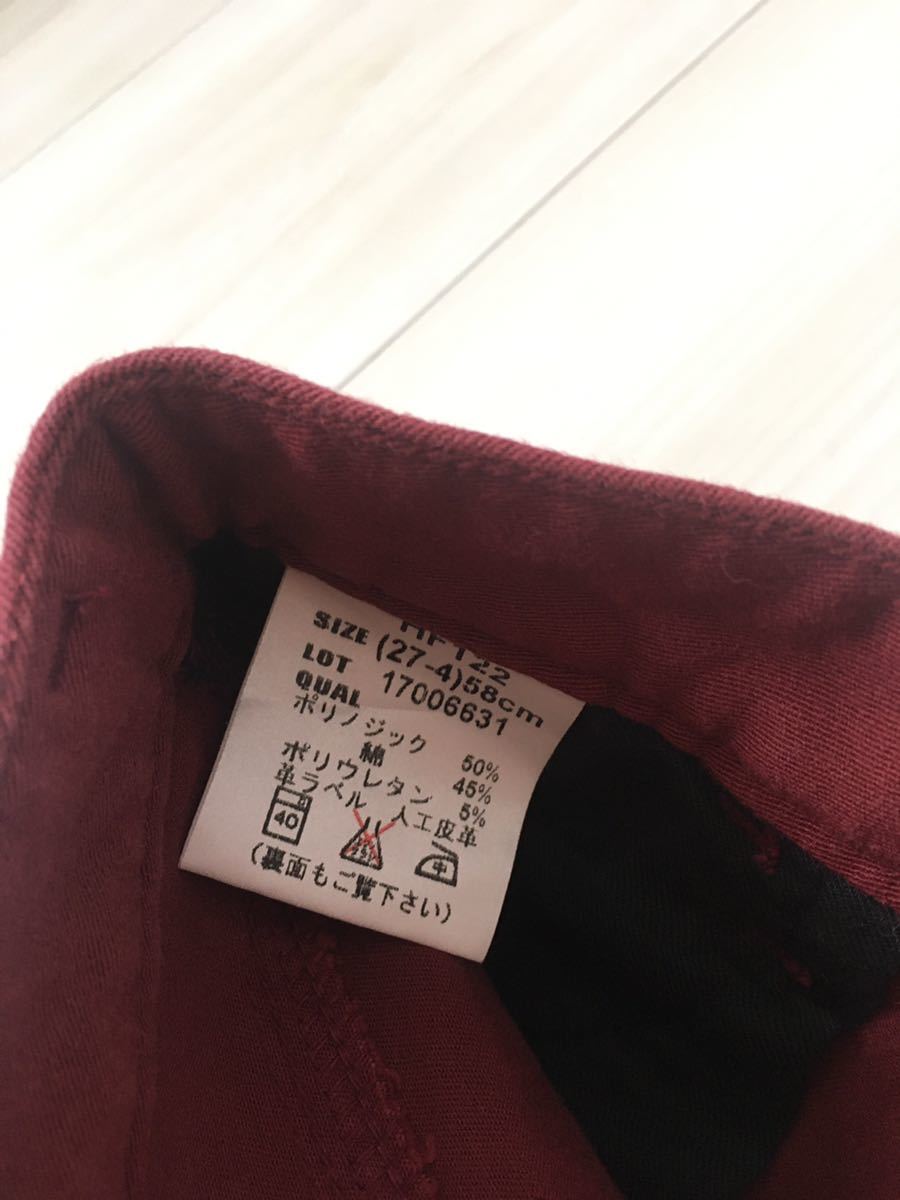 HF122
SIZE (27-4)58cm
LOT 17006631
QUAL
ポリノジック 50%
綿 45%
ポリウレタン 5%
革ラベル 人工皮革
40 中
(裏面もご覧下さい)